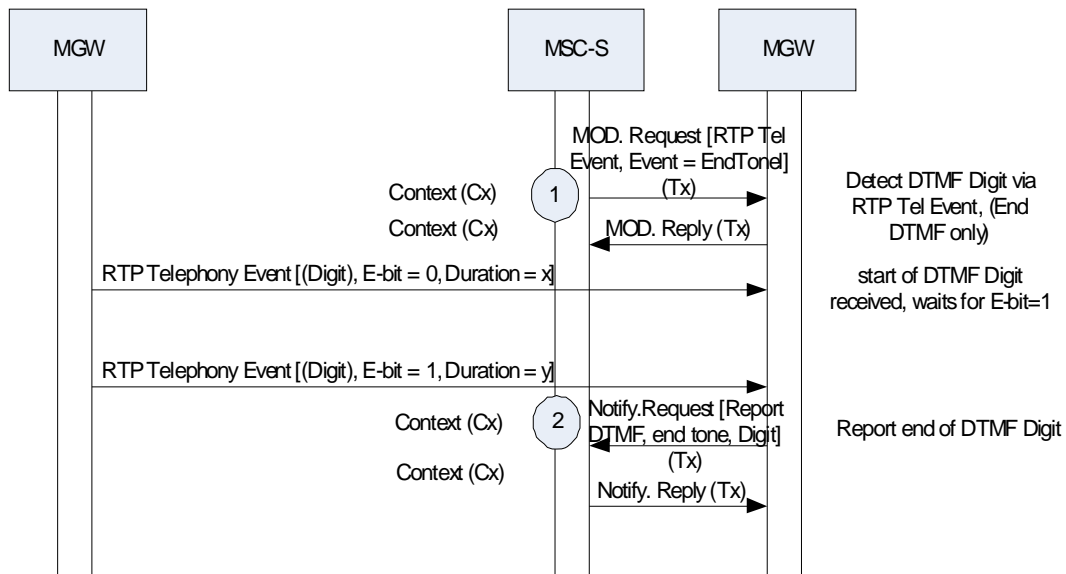 MGW
MSC-S
MGW
MOD. Request [RTP Tel
Event, Event = EndTonel]
(Tx)
Context (Cx)
1
Detect DTMF Digit via
RTP Tel Event, (End
DTMF only)
Context (Cx)
MOD. Reply (Tx)
RTP Telephony Event [(Digit), E-bit = 0, Duration = x]
start of DTMF Digit
received, waits for E-bit=1
RTP Telephony Event [(Digit), E-bit = 1, Duration = y]
Context (Cx)
2
Notify.Request [Report
DTMF, end tone, Digit]
(Tx)
Report end of DTMF Digit
Context (Cx)
Notify. Reply (Tx)